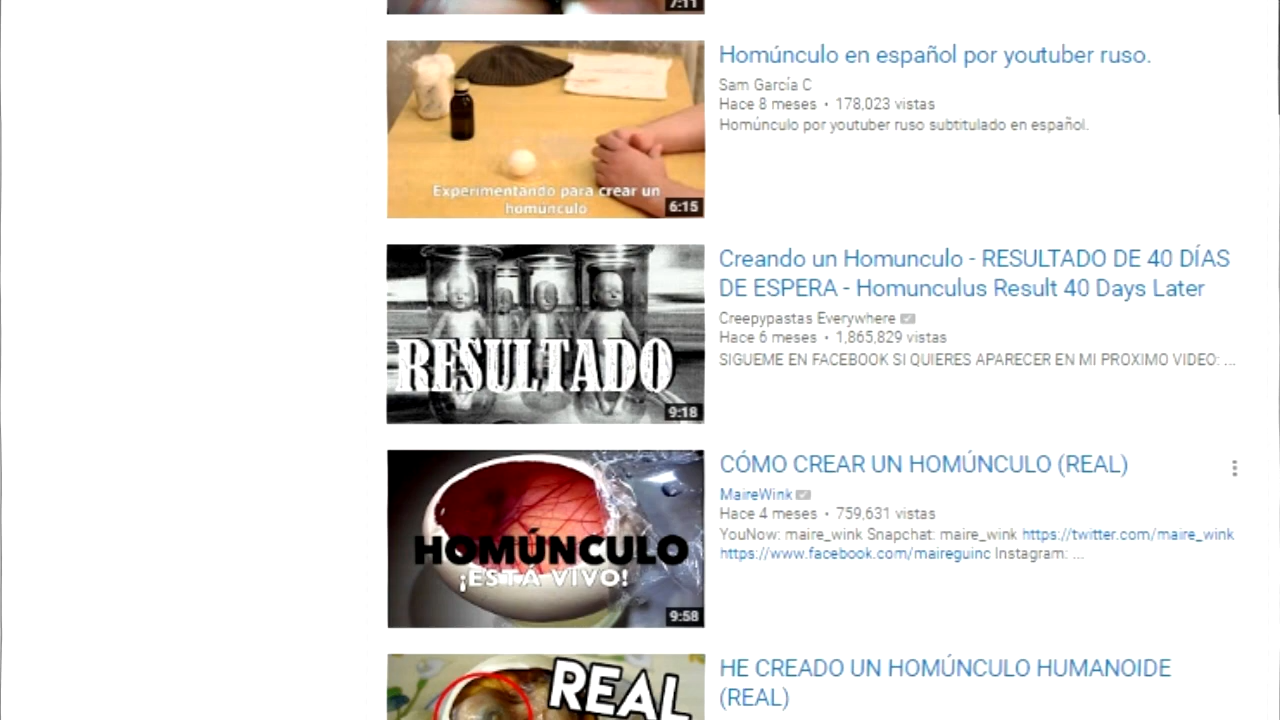 7:11
Experimentando para crear un
homúnculo
6:15
Homúnculo en español por youtuber ruso.
Sam García C
Hace 8 meses • 178,023 vistas
Homúnculo por youtuber ruso subtitulado en español.
RESULTADO
9:18
Creando un Homunculo - RESULTADO DE 40 DÍAS
DE ESPERA - Homunculus Result 40 Days Later
Creepypastas Everywhere
Hace 6 meses • 1,865,829 vistas
SIGUEME EN FACEBOOK SI QUIERES APARECER EN MI PROXIMO VIDEO: ...
HOMÚNCULO
¡ESTÁ VIVO!
9:58
CÓMO CREAR UN HOMÚNCULO (REAL)
MaireWink
Hace 4 meses • 759,631 vistas
YouNow: maire_wink Snapchat: maire_wink https://twitter.com/maire_wink
https://www.facebook.com/maireguinc Instagram: ...
REAL
HE CREADO UN HOMÚNCULO HUMANOIDE
(REAL)